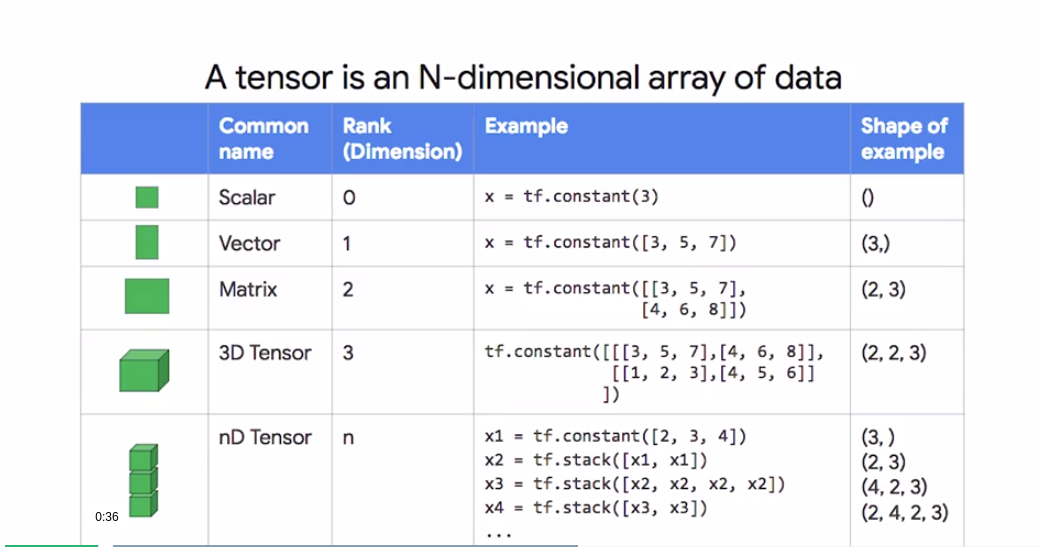 A tensor is an N-dimensional array of data
Common name Rank (Dimension) Example Shape of example
Scalar 0 x = tf.constant(3) ()
Vector 1 x = tf.constant([3, 5, 7]) (3,)
Matrix 2 x = tf.constant([[3, 5, 7], (2, 3)
[4, 6, 8]])
3D Tensor 3 tf.constant([[[3, 5, 7],[4, 6, 8]], (2, 2, 3)
[[1, 2, 3],[4, 5, 6]]
])
nD Tensor n x1 = tf.constant([2, 3, 4]) (3, )
x2 = tf.stack([x1, x1]) (2, 3)
x3 = tf.stack([x2, x2, x2, x2]) (4, 2, 3)
x4 = tf.stack([x3, x3]) (2, 4, 2, 3)
...
0:36